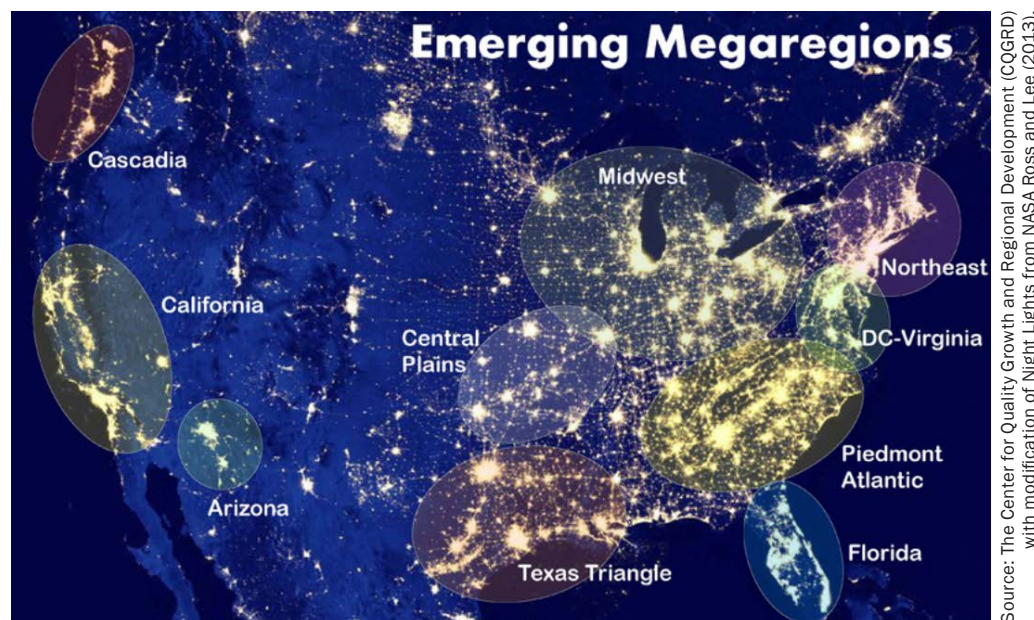 Emerging Megaregions
Cascadia
Midwest
Northeast
California
Central
Plains
DC-Virginia
Piedmont
Atlantic
Arizona
Florida
Texas Triangle
Source: The Center for Quality Growth and Regional Development (CQGRD)
with modification of Night Lights from NASA Ross and Lee (2013).